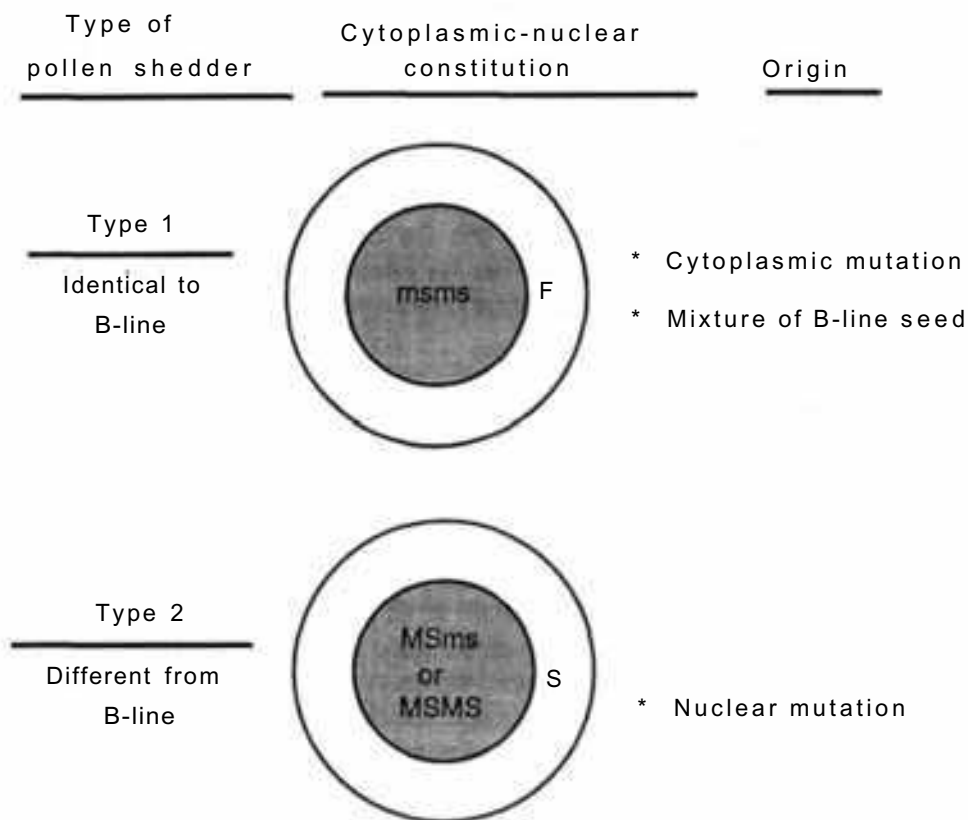 Type of
pollen shedder
Cytoplasmic-nuclear
constitution
Origin
Type 1
Identical to
B-line
msms
F
* Cytoplasmic mutation
* Mixture of B-line seed
Type 2
Different from
B-line
MSms
or
MSMS
S
* Nuclear mutation